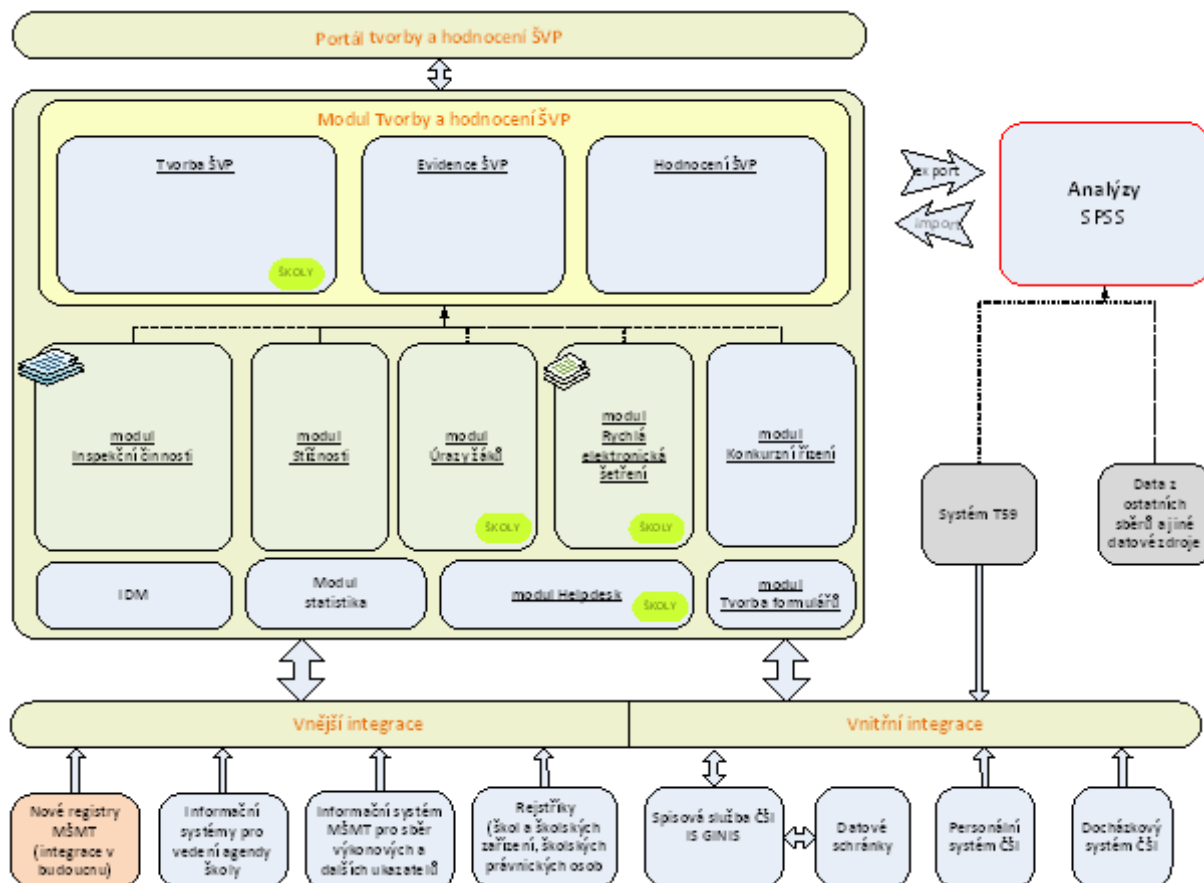 Portál tvorby a hodnocení ŠVP
Modul Tvorby a hodnocení ŠVP
Tvorba ŠVP
Evidence ŠVP
Hodnocení ŠVP
ŠKOLY
export
import
Analýzy
SPSS
modul
Inspekční činnosti
modul
Stížnosti
modul
Úrazy žáků
ŠKOLY
modul
Rychlá
elektronická
šetření
ŠKOLY
modul
Konkurzní řízení
Systém T59
Data z
ostatních
sběrů a jiné
datové zdroje
IDM
Modul
statistika
modul Helpdesk
ŠKOLY
modul
Tvorba formulářů
Vnější integrace
Vnitřní integrace
Nové registry
MŠMT
(integrace v
budoucnu)
Informační
systémy pro
vedení agendy
školy
Informační systém
MŠMT pro sběr
výkonových a
dalších ukazatelů
Rejstříky
(škol a školských
zařízení, školských
právnických osob
Spisová služba ČŠI
IS GINIS
Datové
schránky
Personální
systém ČŠI
Docházkový
systém ČŠI